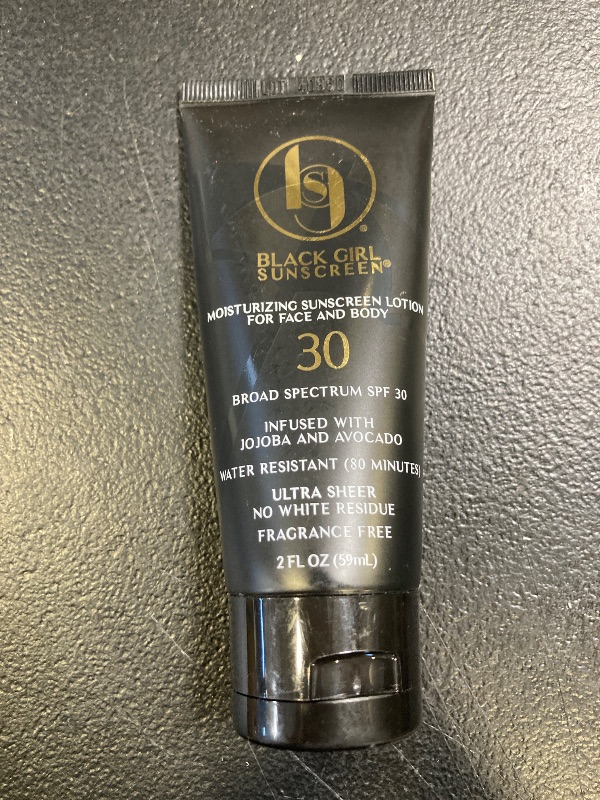 BLACK GIRL
SUNSCREEN®
MOISTURIZING SUNSCREEN LOTION
FOR FACE AND BODY
30
BROAD SPECTRUM SPF 30
INFUSED WITH
JOJOBA AND AVOCADO
WATER RESISTANT (80 MINUTES)
ULTRA SHEER
NO WHITE RESIDUE
FRAGRANCE FREE
2 FL OZ (59mL)